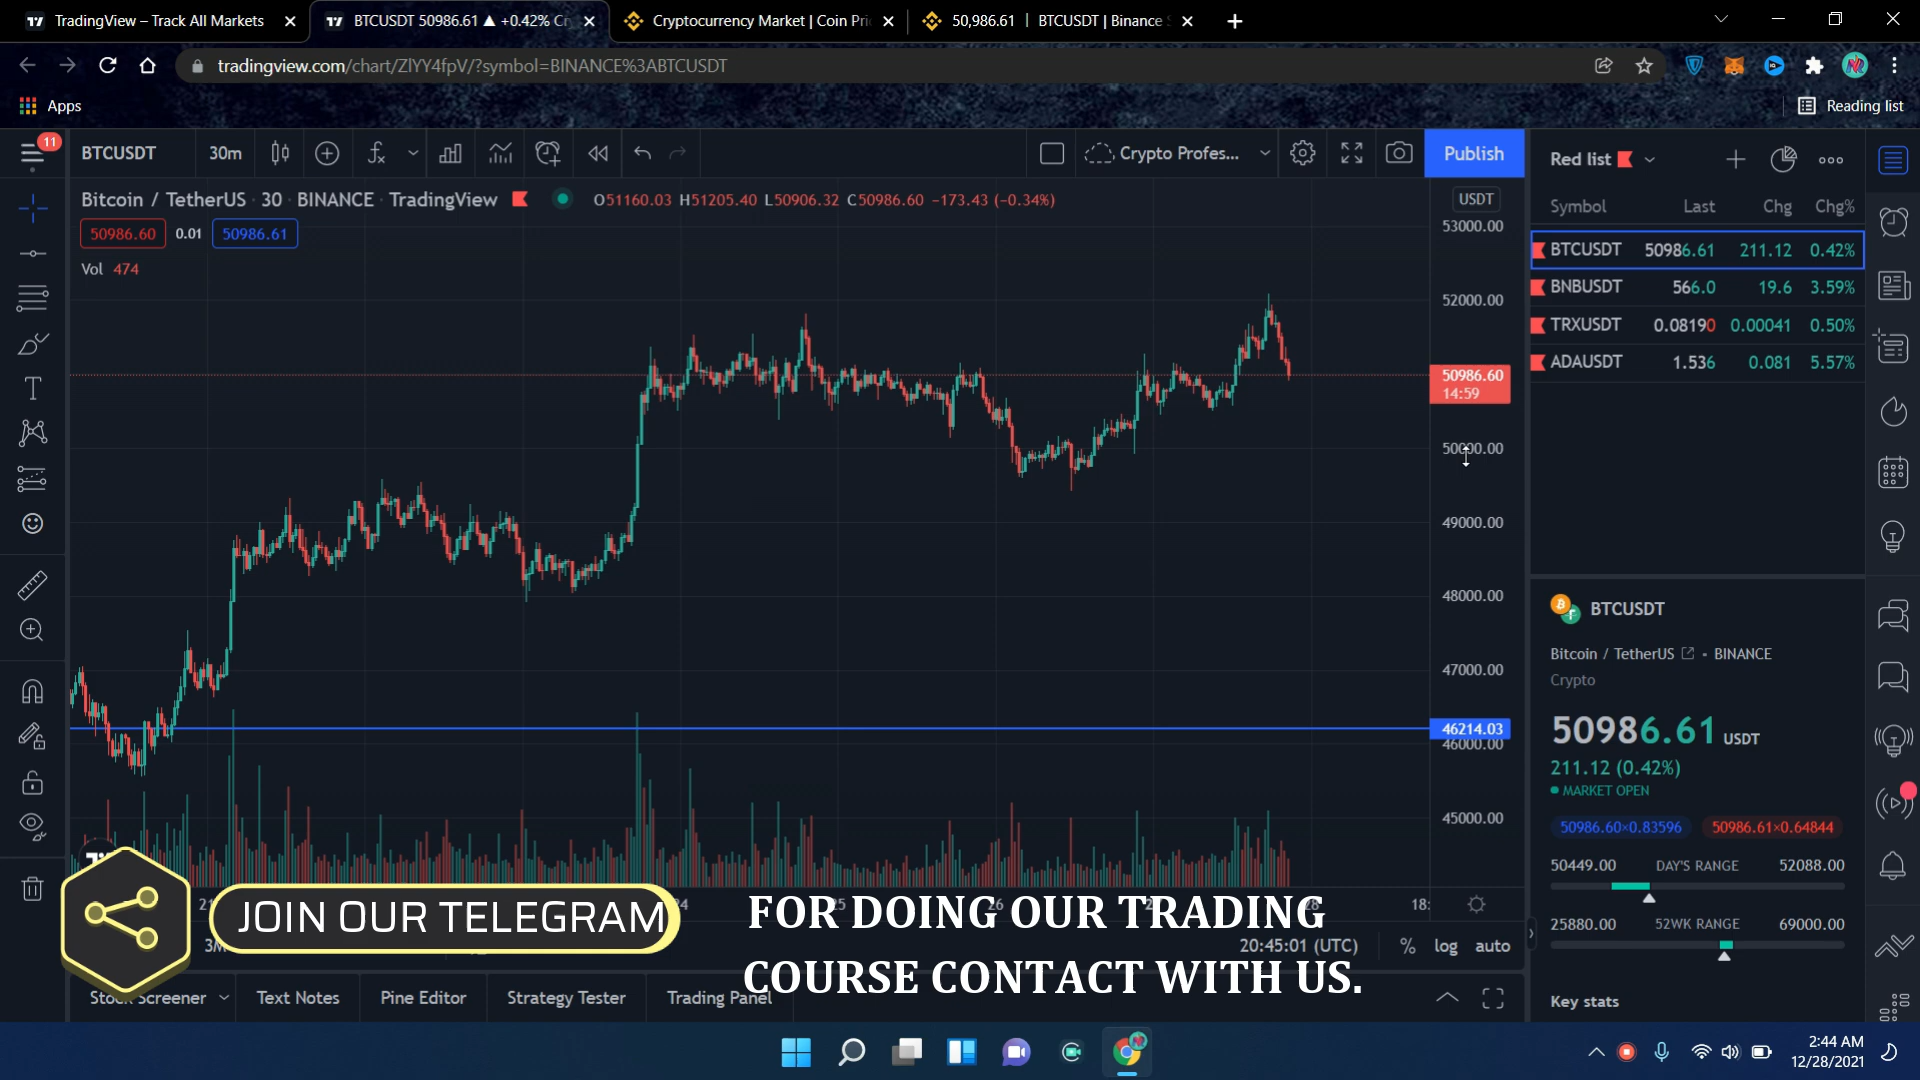 TradingView – Track All Markets
BTCUSDT 50986.61 ▲ +0.42% Cr
Cryptocurrency Market | Coin Pri
50,986.61 | BTCUSDT | Binance S
tradingview.com/chart/ZlYY4fpV/?symbol=BINANCE%3ABTCUSDT
Apps
Reading list
11
BTCUSDT
30m
Crypto Profes...
Publish
Red list
Bitcoin / TetherUS · 30 · BINANCE · TradingView
O51160.03 H51205.40 L50906.32 C50986.60 −173.43 (−0.34%)
USDT
50986.60 0.01 50986.61
Vol 474
53000.00
52000.00
50986.60
14:59
50000.00
49000.00
48000.00
47000.00
46214.03
46000.00
45000.00
Symbol Last Chg Chg%
BTCUSDT 50986.61 211.12 0.42%
BNBUSDT 566.0 19.6 3.59%
TRXUSDT 0.08190 0.00041 0.50%
ADAUSDT 1.536 0.081 5.57%
BTCUSDT
Bitcoin / TetherUS • BINANCE
Crypto
50986.61 USDT
211.12 (0.42%)
MARKET OPEN
50986.60×0.83596 50986.61×0.64844
50449.00 DAY'S RANGE 52088.00
25880.00 52WK RANGE 69000.00
Key stats
26
18:
JOIN OUR TELEGRAM
FOR DOING OUR TRADING
COURSE CONTACT WITH US.
20:45:01 (UTC) % log auto
Stock Screener Text Notes Pine Editor Strategy Tester Trading Panel
2:44 AM
12/28/2021